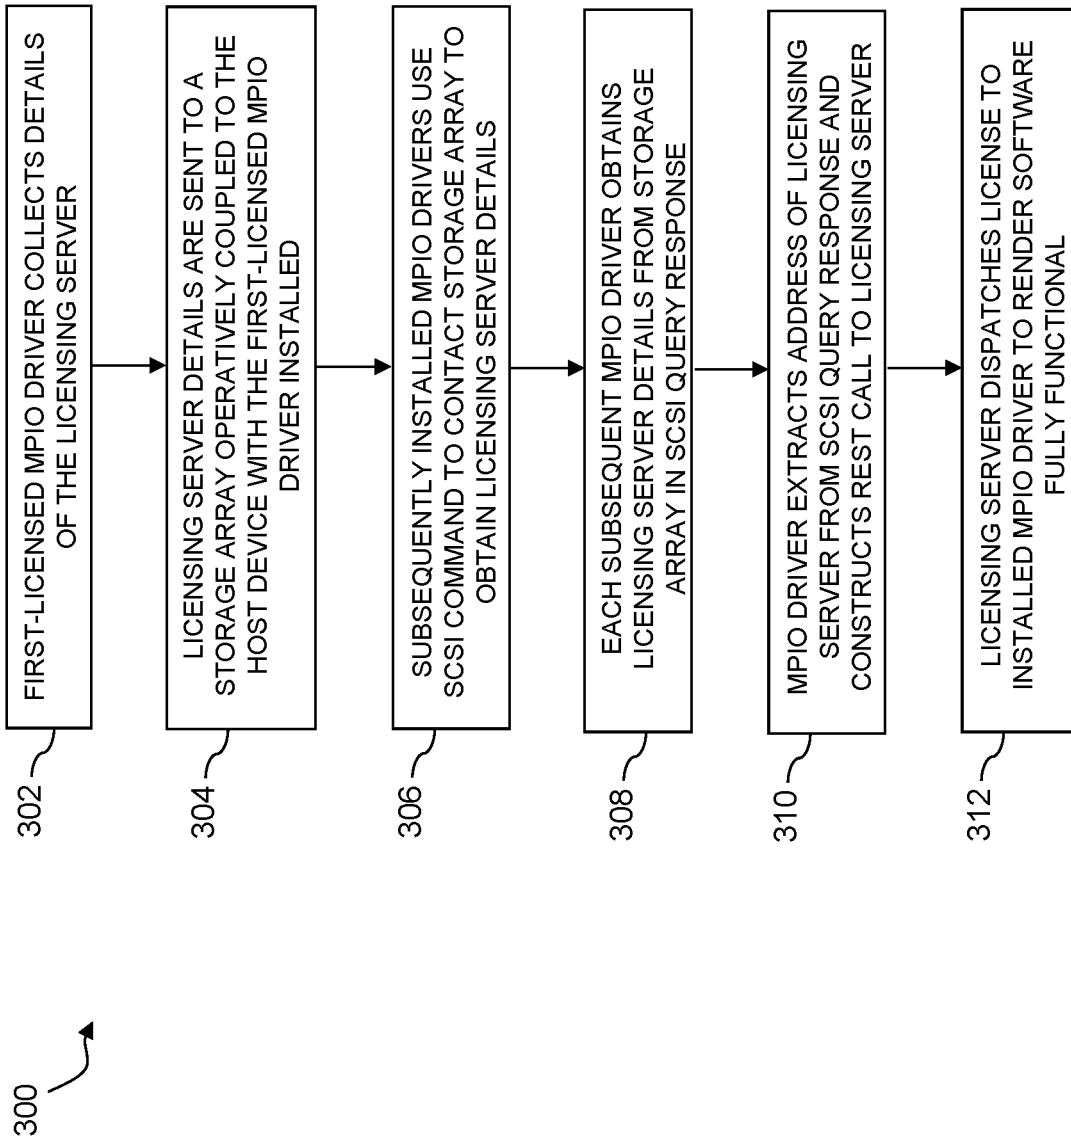 300
302
FIRST-LICENSED MPIO DRIVER COLLECTS DETAILS
OF THE LICENSING SERVER
304
LICENSING SERVER DETAILS ARE SENT TO A
STORAGE ARRAY OPERATIVELY COUPLED TO THE
HOST DEVICE WITH THE FIRST-LICENSED MPIO
DRIVER INSTALLED
306
SUBSEQUENTLY INSTALLED MPIO DRIVERS USE
SCSI COMMAND TO CONTACT STORAGE ARRAY TO
OBTAIN LICENSING SERVER DETAILS
308
EACH SUBSEQUENT MPIO DRIVER OBTAINS
LICENSING SERVER DETAILS FROM STORAGE
ARRAY IN SCSI QUERY RESPONSE
310
MPIO DRIVER EXTRACTS ADDRESS OF LICENSING
SERVER FROM SCSI QUERY RESPONSE AND
CONSTRUCTS REST CALL TO LICENSING SERVER
312
LICENSING SERVER DISPATCHES LICENSE TO
INSTALLED MPIO DRIVER TO RENDER SOFTWARE
FULLY FUNCTIONAL